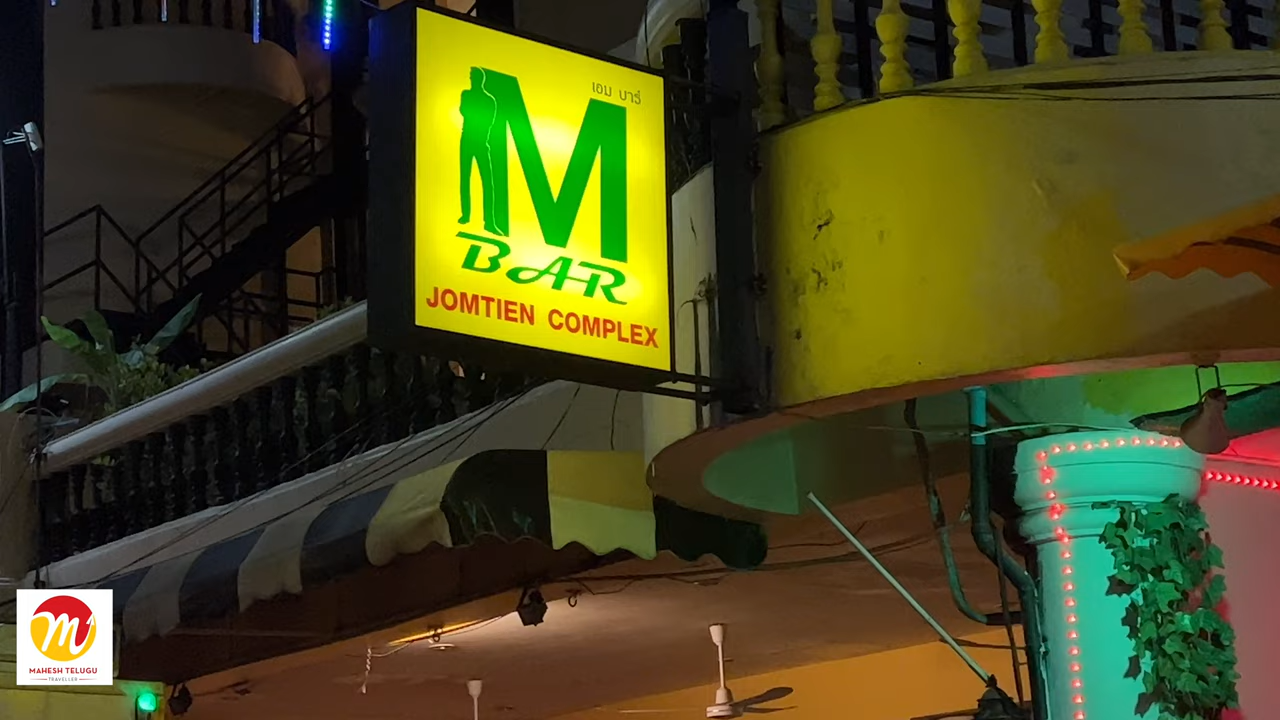 เอม บาร์
M
BAR
JOMTIEN COMPLEX
m
MAHESH TELUGU
TRAVELLER